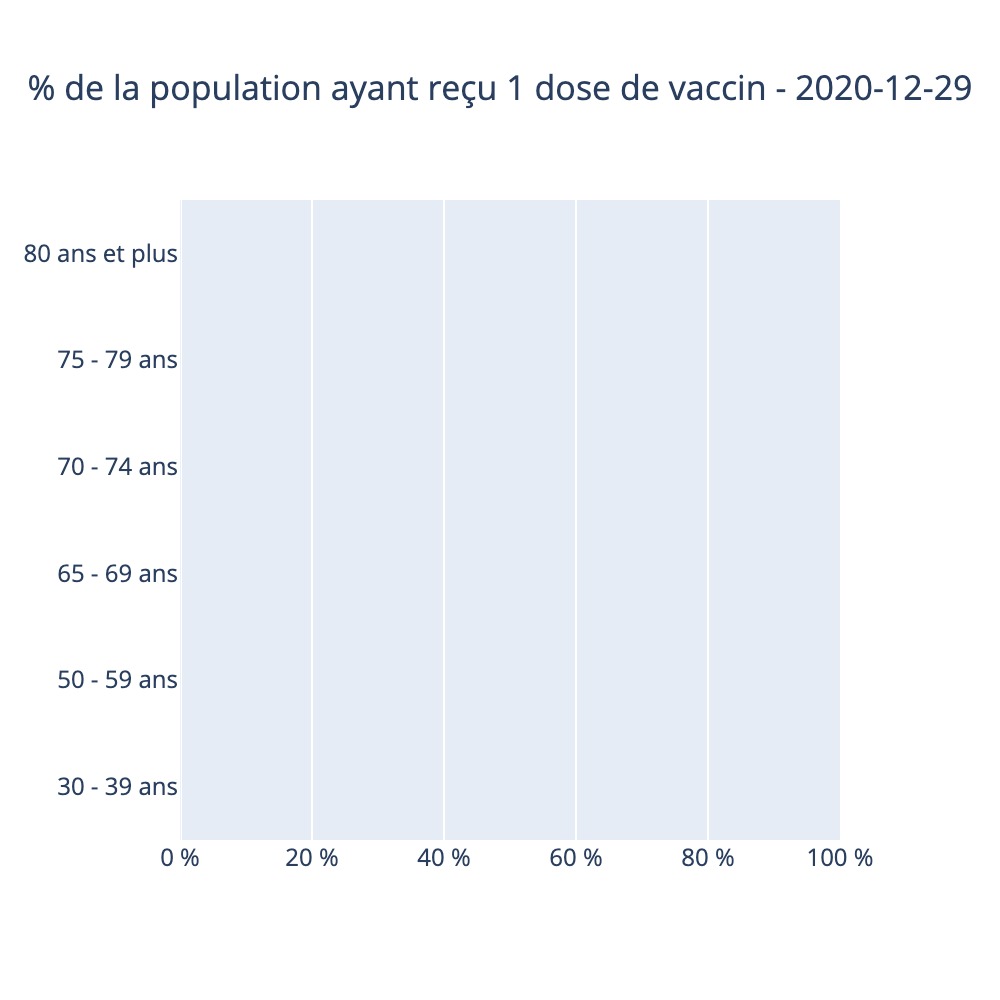 % de la population ayant reçu 1 dose de vaccin - 2020-12-29
80 ans et plus
75 - 79 ans
70 - 74 ans
65 - 69 ans
50 - 59 ans
30 - 39 ans
0 % 20 % 40 % 60 % 80 % 100 %